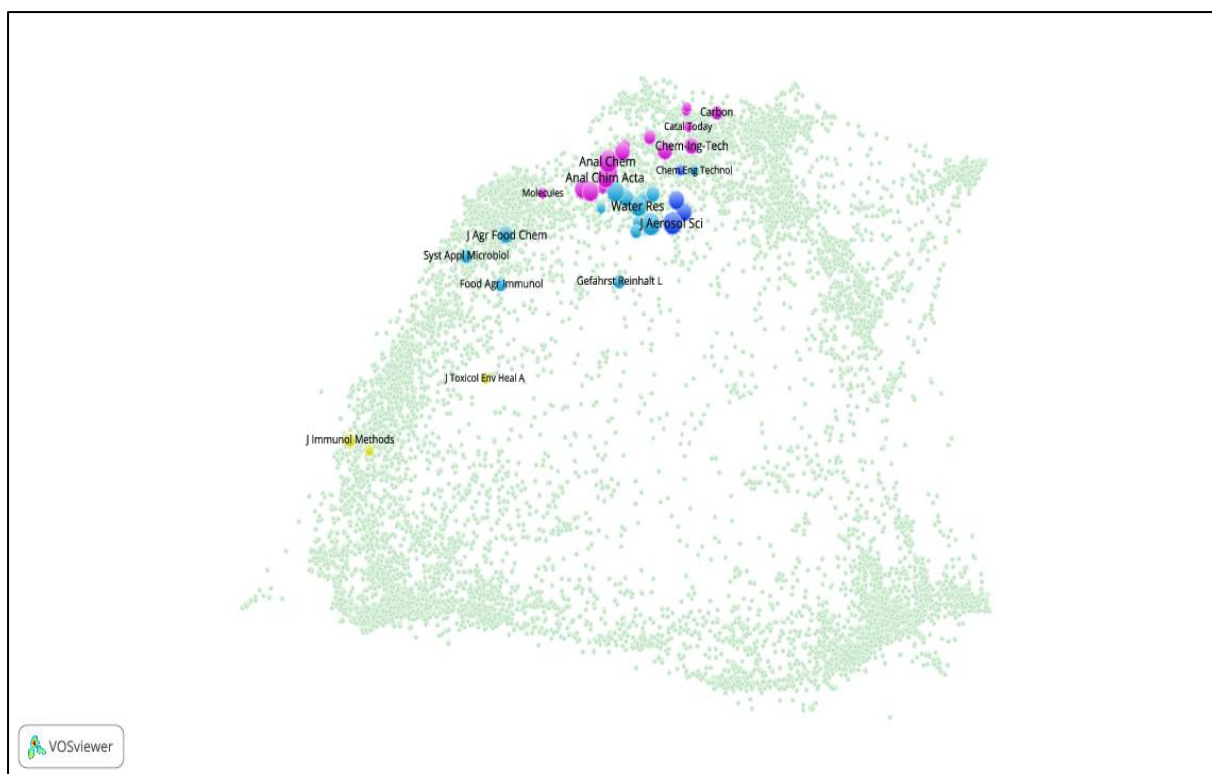 Carbon
Catal Today
Chem-Ing-Tech
Anal Chem
Chem Eng Technol
Anal Chim Acta
Molecules
Water Res
J Aerosol Sci
J Agr Food Chem
Syst Appl Microbiol
Food Agr Immunol
Gefahrst Reinhalt L
J Toxicol Env Heal A
J Immunol Methods
VOSviewer